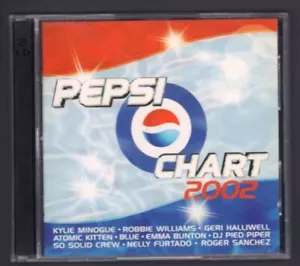 PEPSI
CHART
2002
KYLIE MINOGUE • ROBBIE WILLIAMS • GERI HALLIWELL
ATOMIC KITTEN • BLUE • EMMA BUNTON • DJ PIED PIPER
SO SOLID CREW • NELLY FURTADO • ROGER SANCHEZ